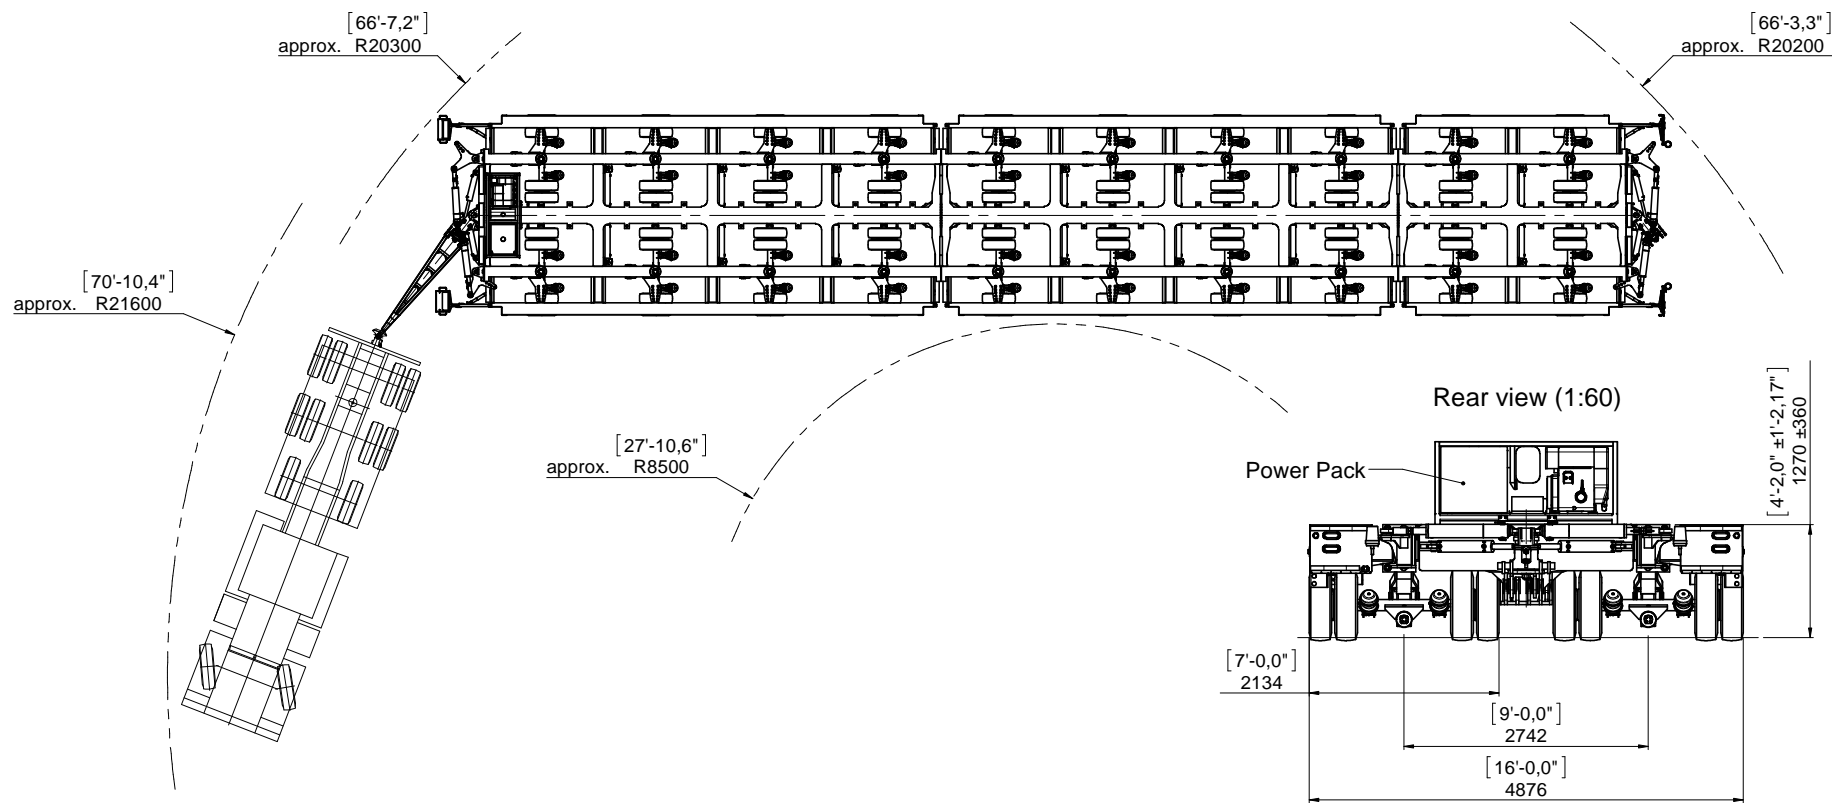 [66'-7,2"]
approx. R20300
[66'-3,3"]
approx. R20200
[70'-10,4"]
approx. R21600
[27'-10,6"]
approx. R8500
Rear view (1:60)
Power Pack
[4'-2,0" ±1'-2,17"]
1270 ±360
[7'-0,0"]
2134
[9'-0,0"]
2742
[16'-0,0"]
4876